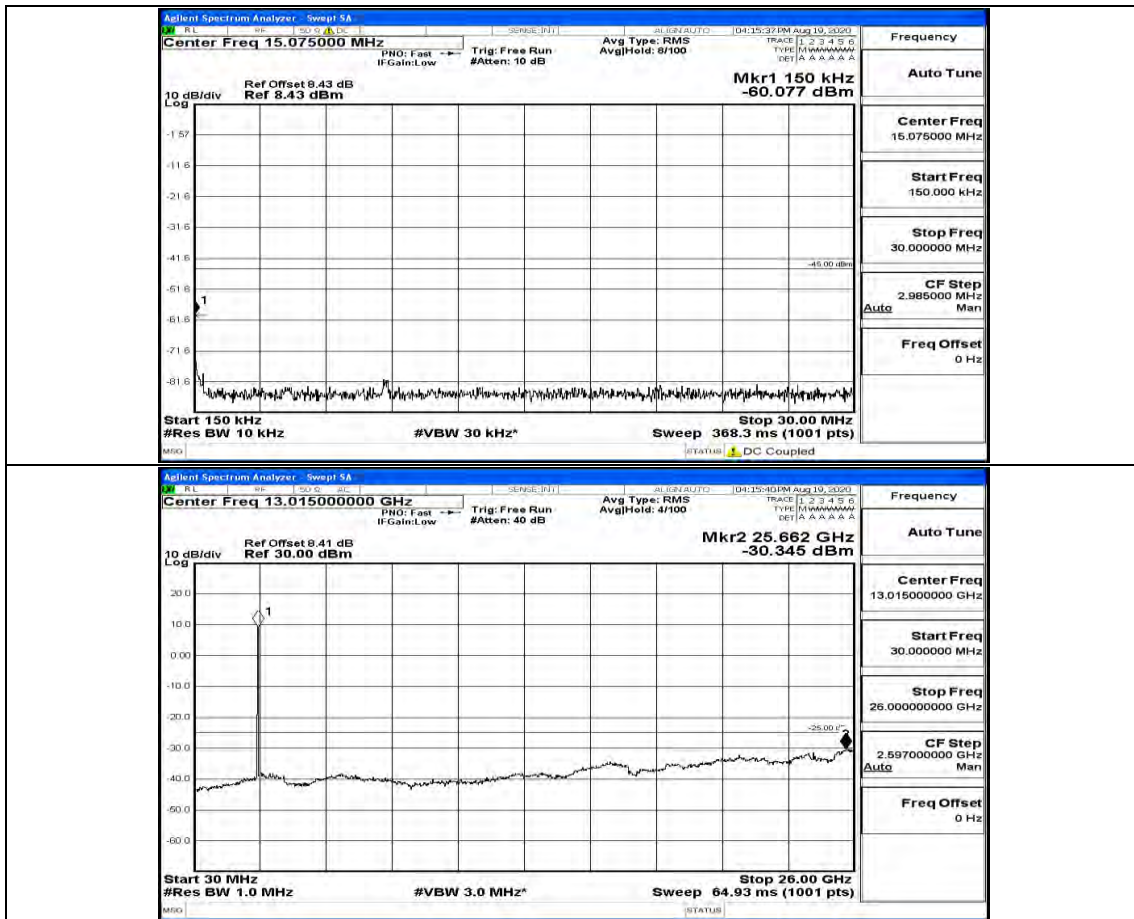 Agilent Spectrum Analyzer - Swept SA
RL RF 50 Ω DC SENSE:INT ALIGN AUTO 04:15:37 PM Aug 19, 2020
Center Freq 15.075000 MHz
PNO: Fast
IFGain:Low
Trig: Free Run
#Atten: 10 dB
Avg Type: RMS
Avg|Hold: 8/100
TRACE 1 2 3 4 5 6
TYPE M
DET A A A A A A
Frequency
Ref Offset 8.43 dB
10 dB/div Ref 8.43 dBm
Log
Mkr1 150 kHz
-60.077 dBm
Auto Tune
Center Freq
15.075000 MHz
Start Freq
150.000 kHz
Stop Freq
30.000000 MHz
CF Step
2.985000 MHz
Auto Man
Freq Offset
0 Hz
-1.57
-11.6
-21.6
-31.6
-41.6
-45.00 dBm
-51.6
1
-61.6
-71.6
-81.6
Start 150 kHz Stop 30.00 MHz
#Res BW 10 kHz #VBW 30 kHz* Sweep 368.3 ms (1001 pts)
MSG STATUS DC Coupled
Agilent Spectrum Analyzer - Swept SA
RL RF 50 Ω AC SENSE:INT ALIGN AUTO 04:15:40 PM Aug 19, 2020
Center Freq 13.015000000 GHz
PNO: Fast
IFGain:Low
Trig: Free Run
#Atten: 40 dB
Avg Type: RMS
Avg|Hold: 4/100
TRACE 1 2 3 4 5 6
TYPE M
DET A A A A A A
Frequency
Ref Offset 8.41 dB
10 dB/div Ref 30.00 dBm
Log
Mkr2 25.662 GHz
-30.345 dBm
Auto Tune
Center Freq
13.015000000 GHz
Start Freq
30.000000 MHz
Stop Freq
26.000000000 GHz
CF Step
2.597000000 GHz
Auto Man
Freq Offset
0 Hz
20.0
1
10.0
0.00
-10.0
-20.0
-25.00
2
-30.0
-40.0
-50.0
-60.0
Start 30 MHz Stop 26.00 GHz
#Res BW 1.0 MHz #VBW 3.0 MHz* Sweep 64.93 ms (1001 pts)
MSG STATUS